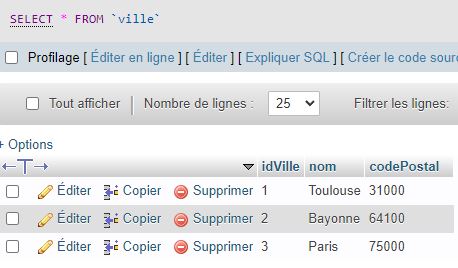 SELECT * FROM `ville`
Profilage [ Éditer en ligne ] [ Éditer ] [ Expliquer SQL ] [ Créer le code
Tout afficher Nombre de lignes : 25 Filtrer les lignes:
+ Options
idVille nom codePostal
Éditer Copier Supprimer 1 Toulouse 31000
Éditer Copier Supprimer 2 Bayonne 64100
Éditer Copier Supprimer 3 Paris 75000